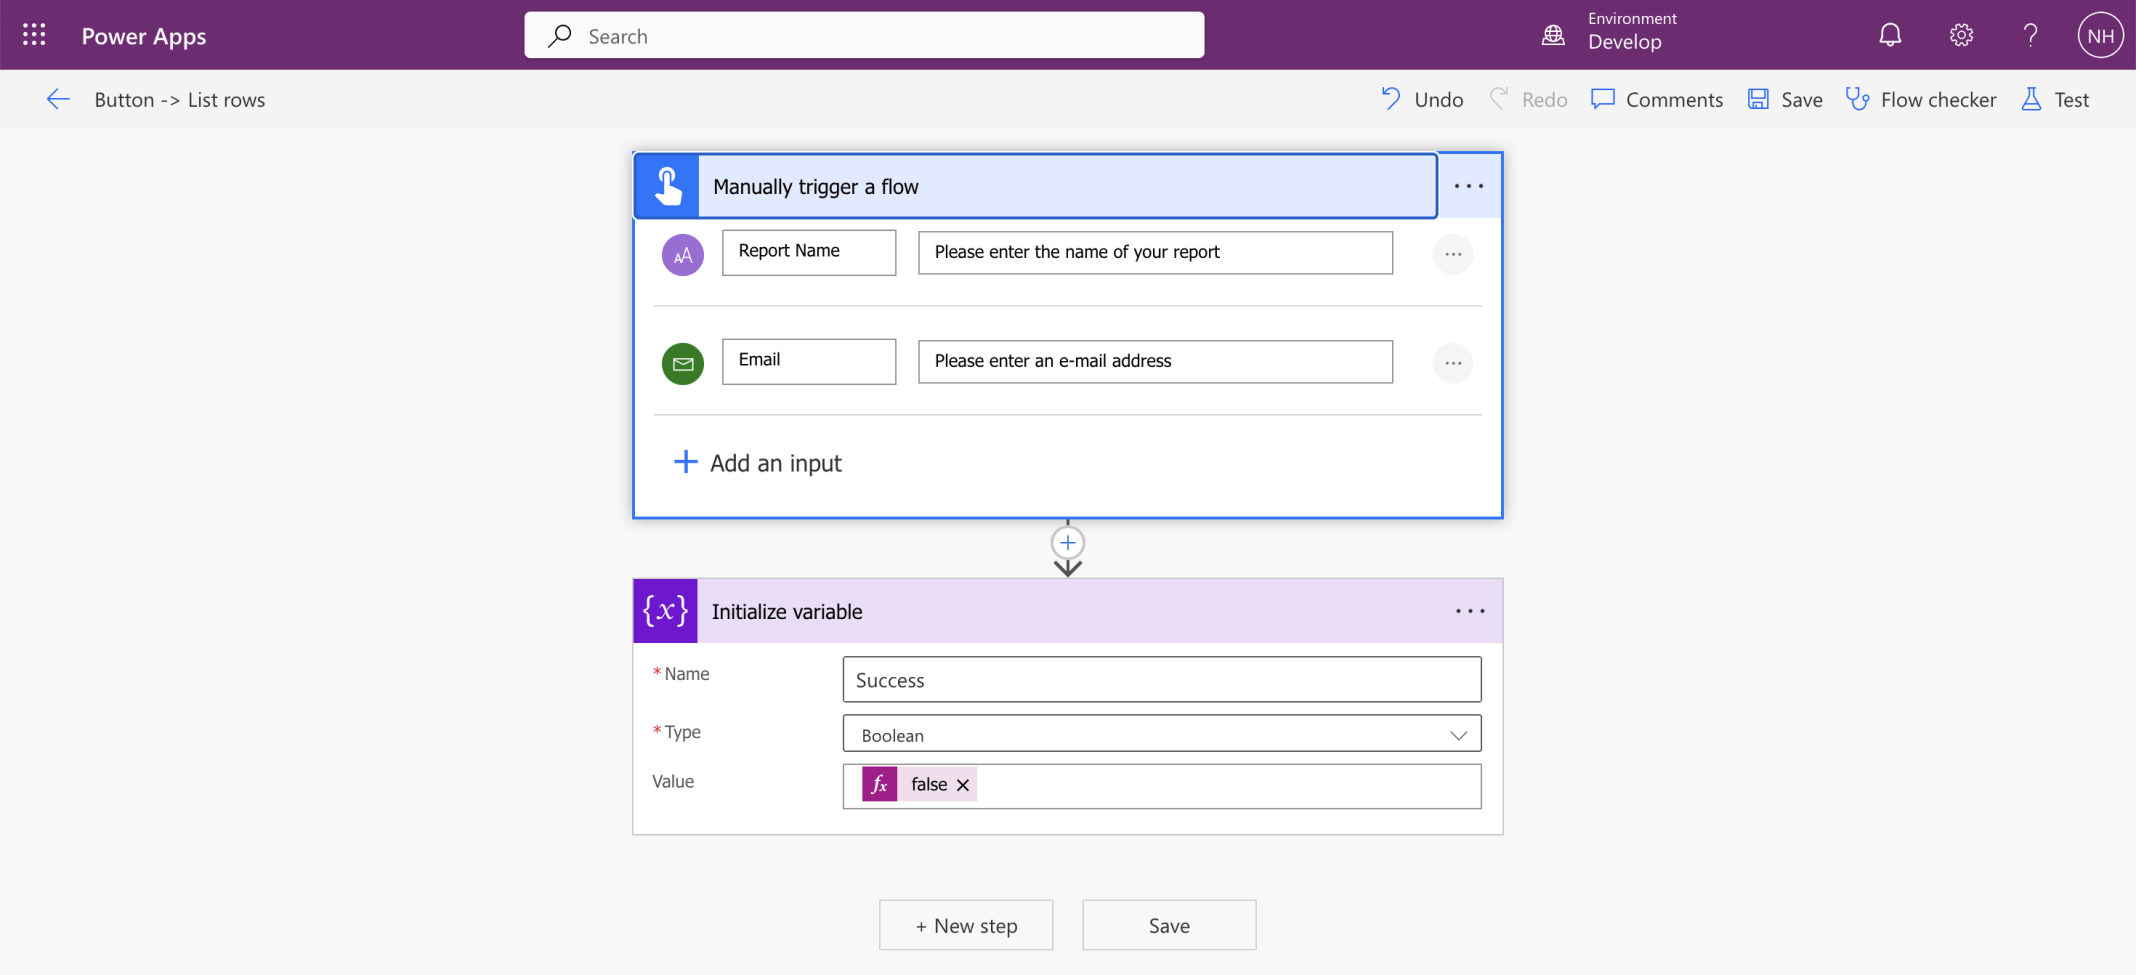 Power Apps
Search
Environment
Develop
NH
Button -> List rows
Undo
Redo
Comments
Save
Flow checker
Test
Manually trigger a flow
AA
Report Name
Please enter the name of your report
Email
Please enter an e-mail address
Add an input
{x}
Initialize variable
* Name
Success
* Type
Boolean
Value
fx false
+ New step
Save